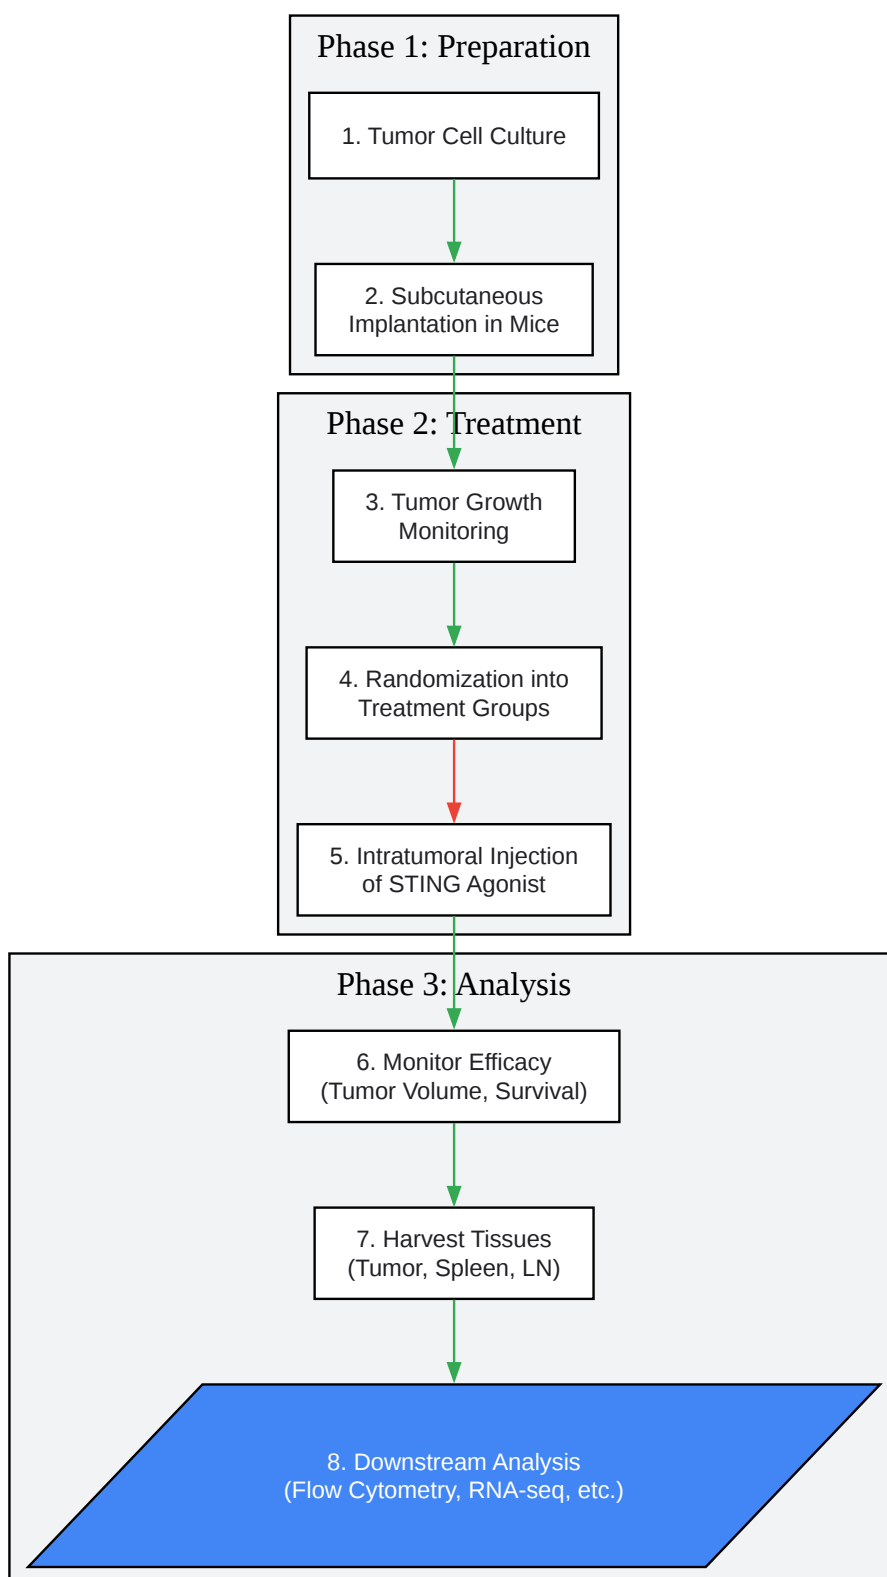 Phase 1: Preparation
1. Tumor Cell Culture
2. Subcutaneous
Implantation in Mice
Phase 2: Treatment
3. Tumor Growth
Monitoring
4. Randomization into
Treatment Groups
5. Intratumoral Injection
of STING Agonist
Phase 3: Analysis
6. Monitor Efficacy
(Tumor Volume, Survival)
7. Harvest Tissues
(Tumor, Spleen, LN)
8. Downstream Analysis
(Flow Cytometry, RNA-seq, etc.)